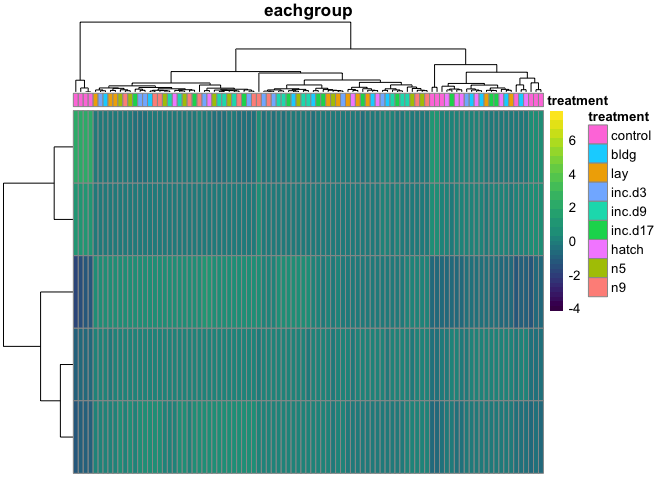 eachgroup
treatment
6
4
2
0
-2
-4
treatment
control
bldg
lay
inc.d3
inc.d9
inc.d17
hatch
n5
n9